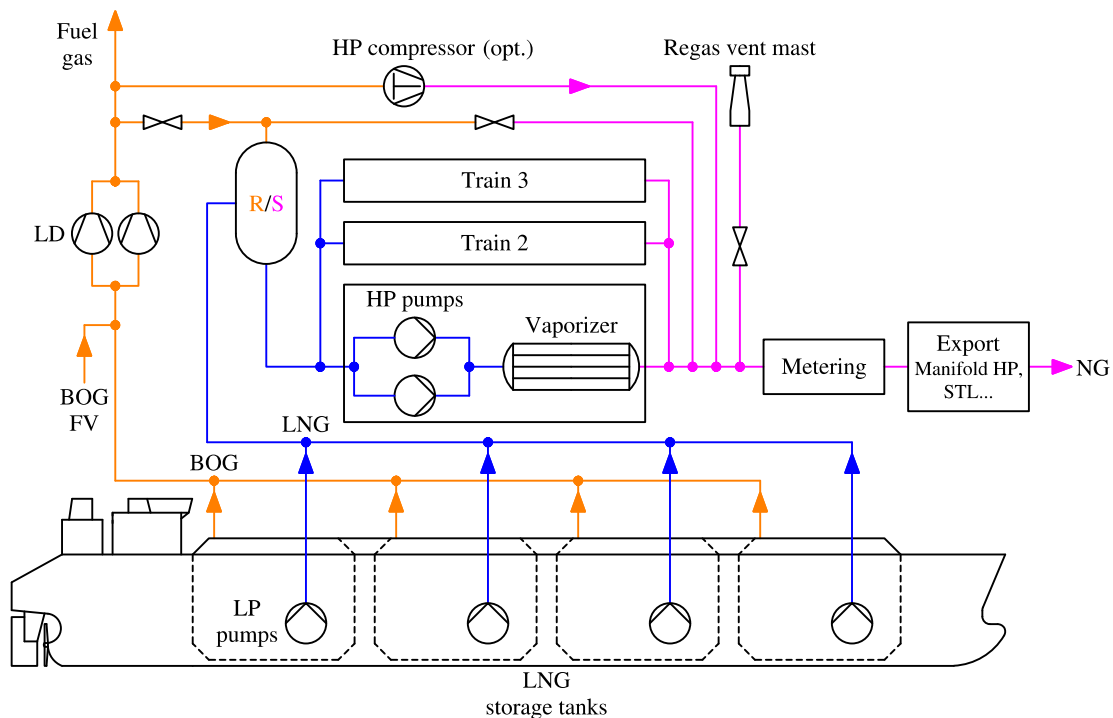 Fuel
gas
HP compressor (opt.)
Regas vent mast
Train 3
R/S
LD
Train 2
HP pumps
Vaporizer
Metering
Export
Manifold HP,
STL...
NG
BOG
FV
LNG
BOG
LP
pumps
LNG
storage tanks